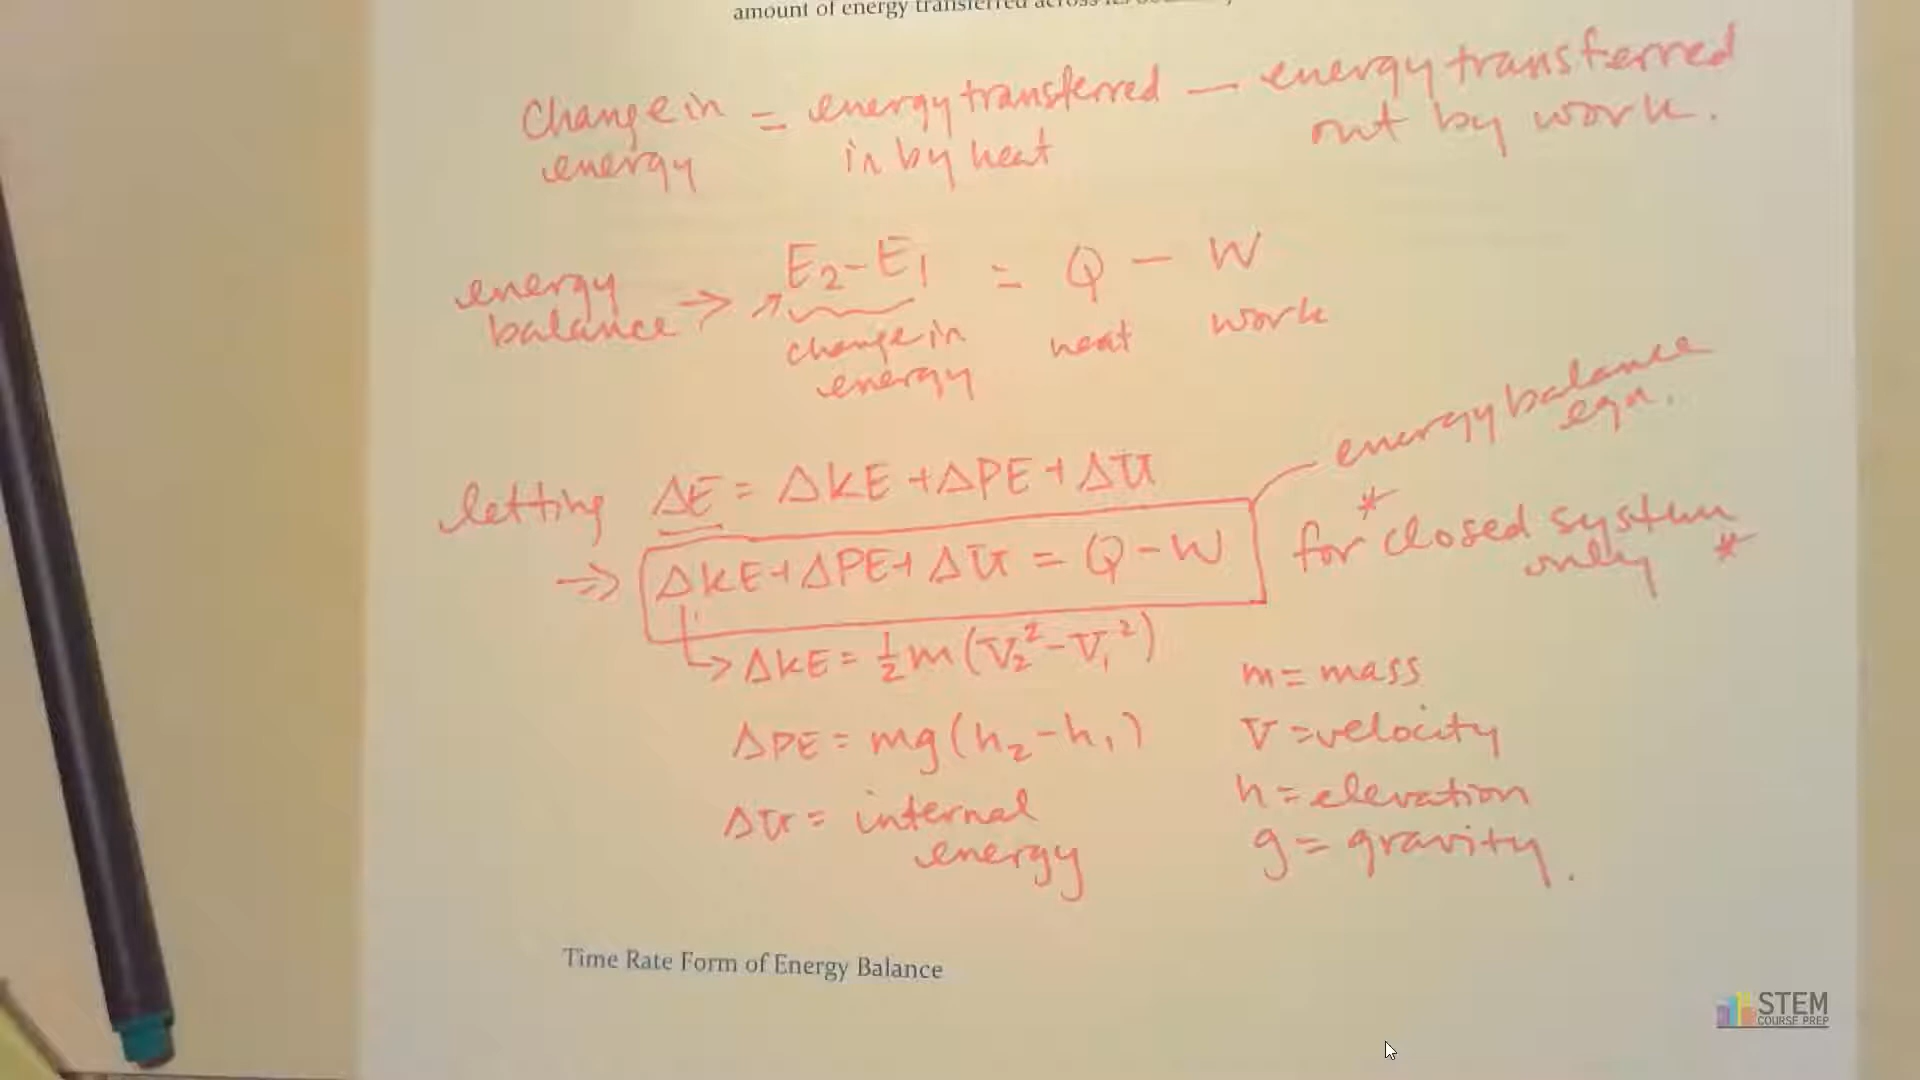 amount of energy transferred across its boundary
Change in energy = energy transferred in by heat — energy transferred out by work.
energy balance → E₂-E₁ = Q - W
change in energy heat work
energy balance eqn.
letting ΔE = ΔKE + ΔPE + ΔU
⇒ ΔKE + ΔPE + ΔU = Q - W
* for closed system only *
↳ ΔKE = ½m(V₂² - V₁²)
m = mass
ΔPE = mg(h₂ - h₁)
V = velocity
ΔU = internal energy
h = elevation
g = gravity.
Time Rate Form of Energy Balance
STEM
COURSE PREP